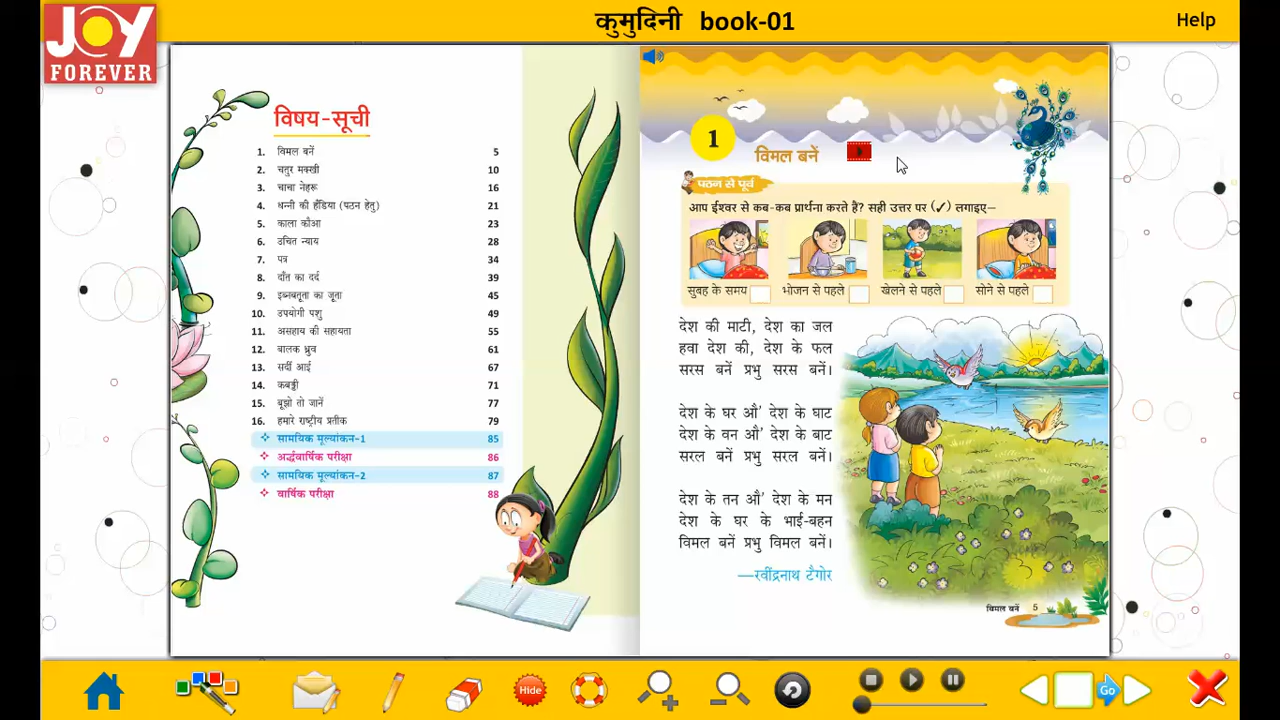 कुमुदिनी book-01
Help
JOY
FOREVER
विषय-सूची
1. विमल बनें 5
2. चतुर मक्खी 10
3. चाचा नेहरू 16
4. धन्नी की हँडिया (पठन हेतु) 21
5. काला कौआ 23
6. उचित न्याय 28
7. पत्र 34
8. दाँत का दर्द 39
9. इब्नबतूता का जूता 45
10. उपयोगी पशु 49
11. असहाय की सहायता 55
12. बालक ध्रुव 61
13. सर्दी आई 67
14. कबड्डी 71
15. बूझो तो जानें 77
16. हमारे राष्ट्रीय प्रतीक 79
❖ सामयिक मूल्यांकन-1 85
❖ अर्द्धवार्षिक परीक्षा 86
❖ सामयिक मूल्यांकन-2 87
❖ वार्षिक परीक्षा 88
1
विमल बनें
पठन से पूर्व
आप ईश्वर से कब-कब प्रार्थना करते हैं? सही उत्तर पर (✓) लगाइए—
सुबह के समय भोजन से पहले खेलने से पहले सोने से पहले
देश की माटी, देश का जल
हवा देश की, देश के फल
सरस बनें प्रभु सरस बनें।
देश के घर औ’ देश के घाट
देश के वन औ’ देश के बाट
सरल बनें प्रभु सरल बनें।
देश के तन औ’ देश के मन
देश के घर के भाई-बहन
विमल बनें प्रभु विमल बनें।
—रवींद्रनाथ टैगोर
विमल बनें 5
Hide
Go